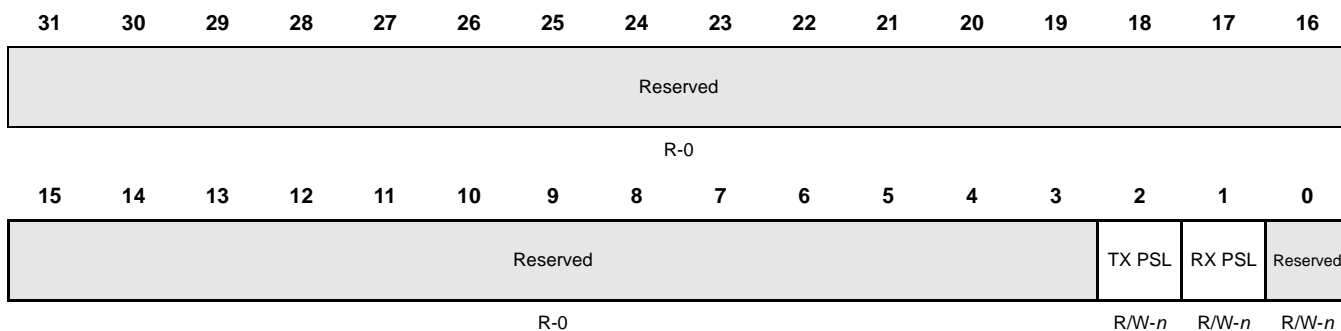 31 30 29 28 27 26 25 24 23 22 21 20 19 18 17 16
Reserved
R-0
15 14 13 12 11 10 9 8 7 6 5 4 3 2 1 0
Reserved TX PSL RX PSL Reserved
R-0 R/W-n R/W-n R/W-n